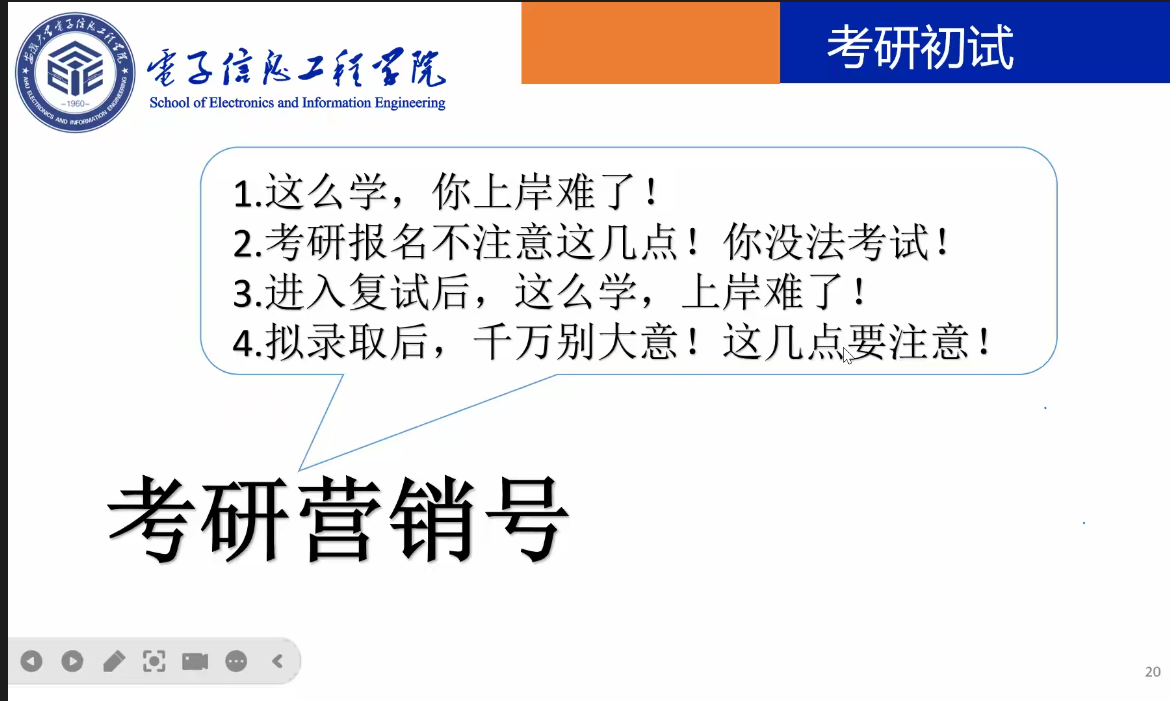 安徽大学电子信息工程学院
EIE
—1960—
AHU ELECTRONICS AND INFORMATION ENGINEERING
電子信息工程学院
School of Electronics and Information Engineering
考研初试
1.这么学，你上岸难了！
2.考研报名不注意这几点！你没法考试！
3.进入复试后，这么学，上岸难了！
4.拟录取后，千万别大意！这几点要注意！
考研营销号
20